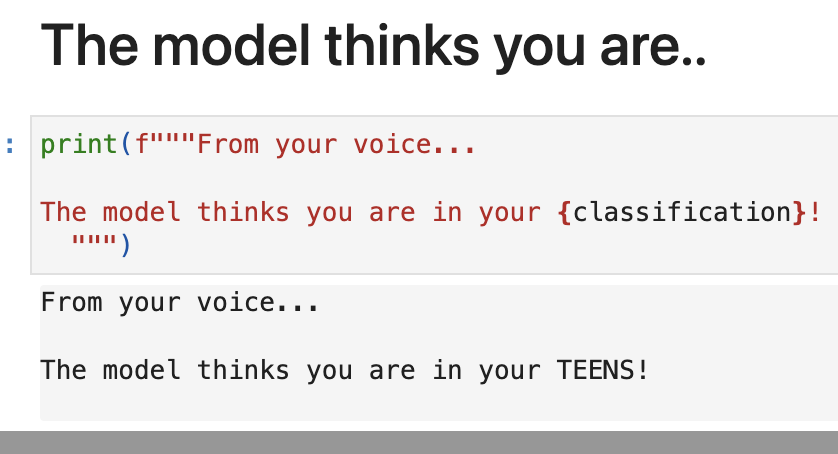 The model thinks you are..
:
print(f"""From your voice...
The model thinks you are in your {classification}!
""")
From your voice...
The model thinks you are in your TEENS!